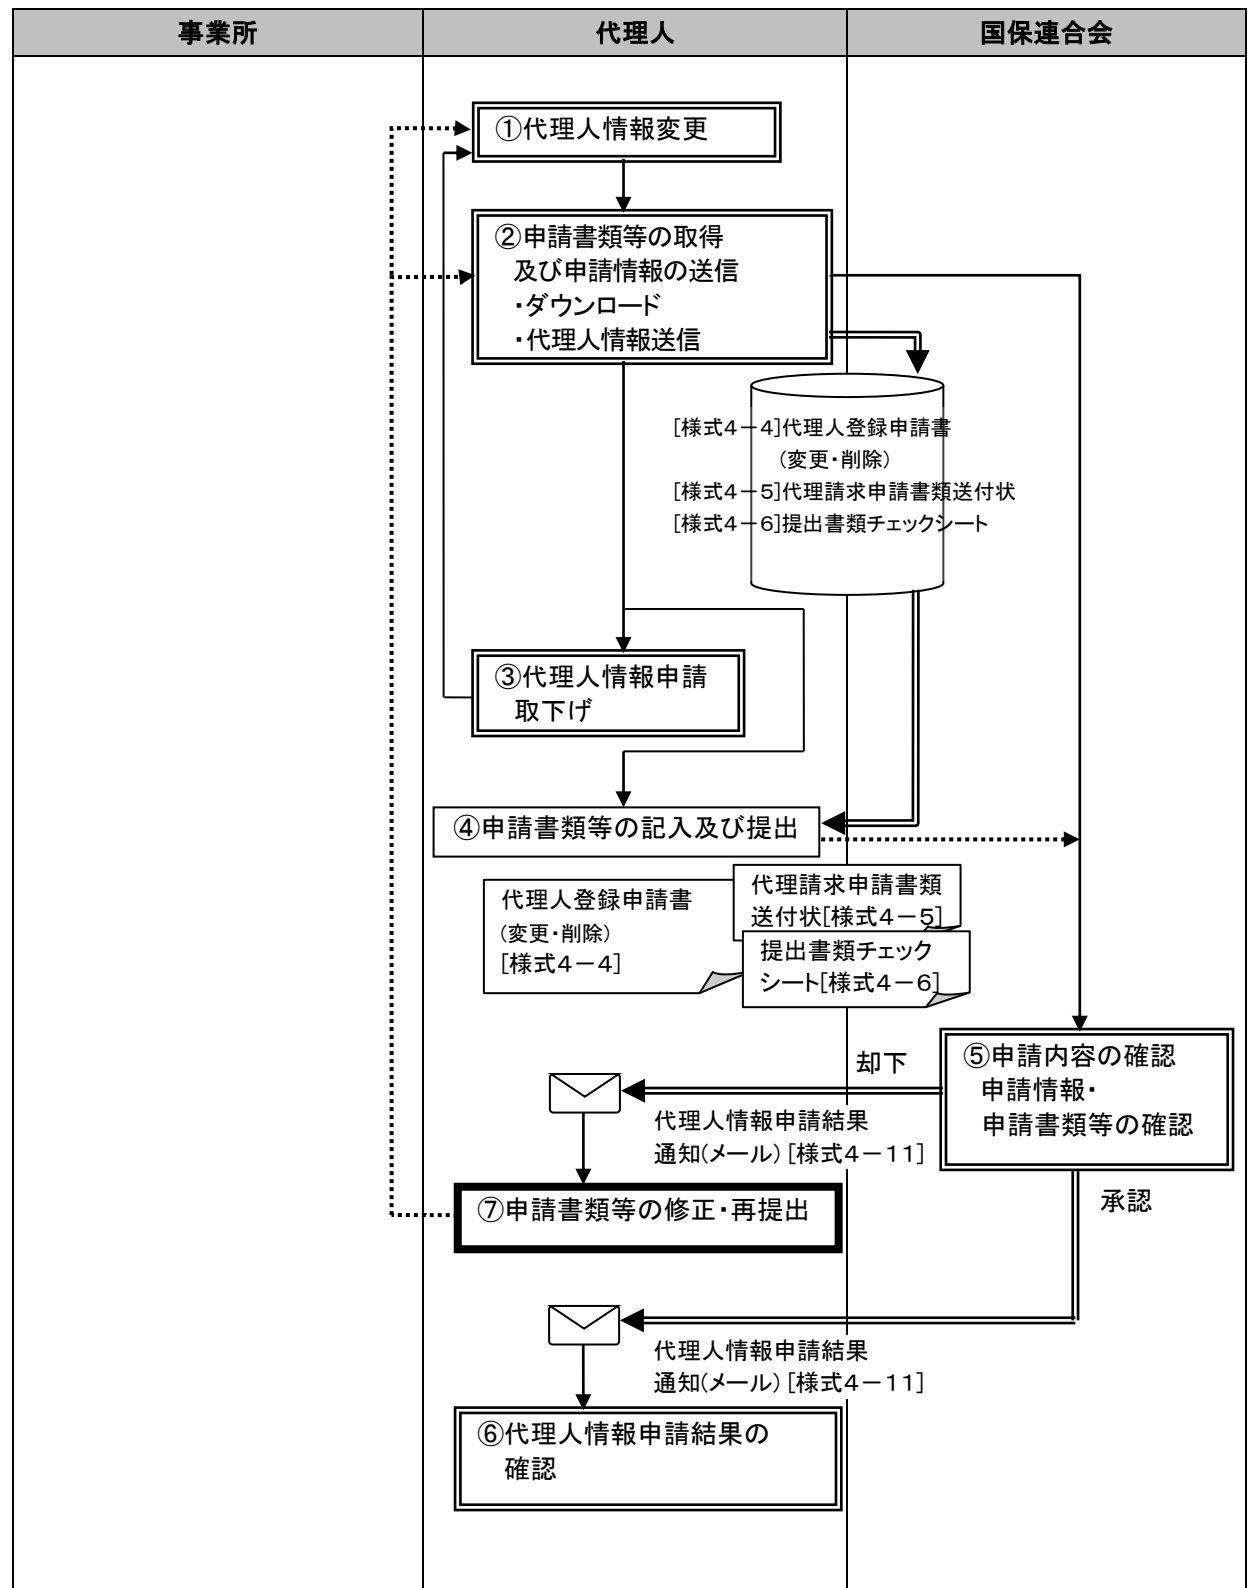 事業所
代理人
国保連合会
①代理人情報変更
②申請書類等の取得
及び申請情報の送信
・ダウンロード
・代理人情報送信
[様式4－4]代理人登録申請書
(変更・削除)
[様式4－5]代理請求申請書類送付状
[様式4－6]提出書類チェックシート
③代理人情報申請
取下げ
④申請書類等の記入及び提出
代理人登録申請書
(変更・削除)
[様式4－4]
代理請求申請書類
送付状[様式4－5]
提出書類チェック
シート[様式4－6]
⑤申請内容の確認
申請情報・
申請書類等の確認
却下
代理人情報申請結果
通知(メール)[様式4－11]
⑦申請書類等の修正・再提出
承認
代理人情報申請結果
通知(メール)[様式4－11]
⑥代理人情報申請結果の
確認